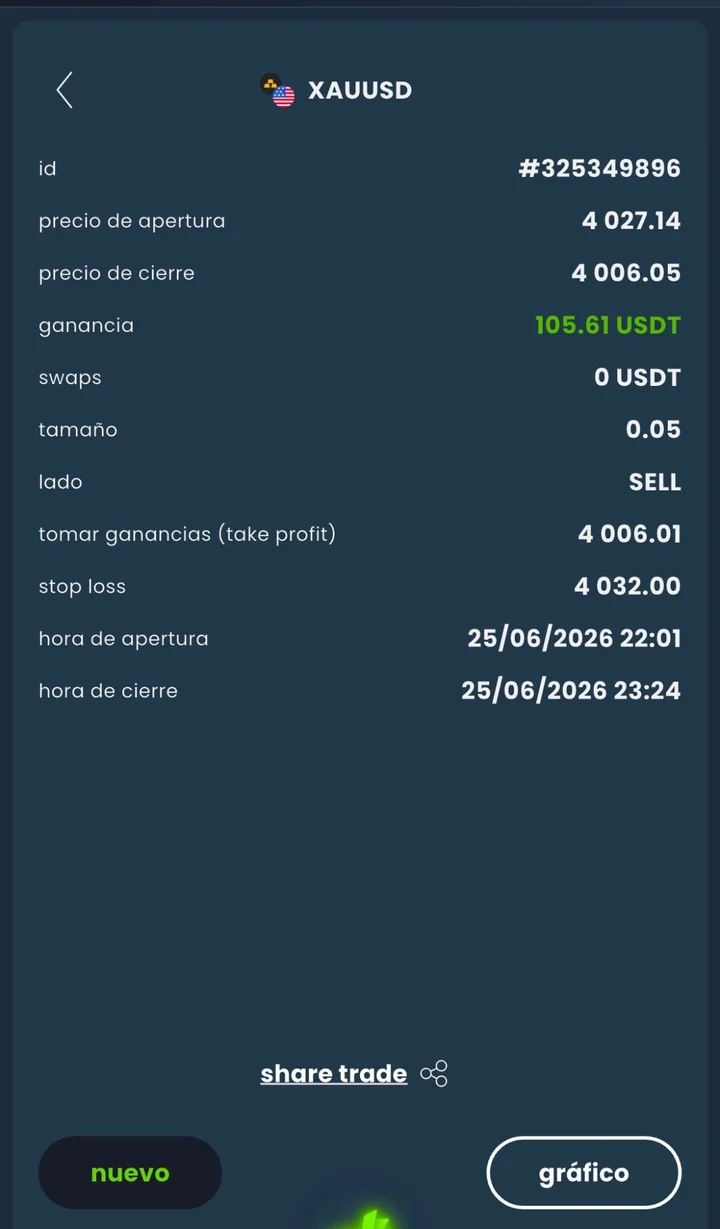 XAUUSD
id #325349896
precio de apertura 4 027.14
precio de cierre 4 006.05
ganancia 105.61 USDT
swaps 0 USDT
tamaño 0.05
lado SELL
tomar ganancias (take profit) 4 006.01
stop loss 4 032.00
hora de apertura 25/06/2026 22:01
hora de cierre 25/06/2026 23:24
share trade
nuevo gráfico